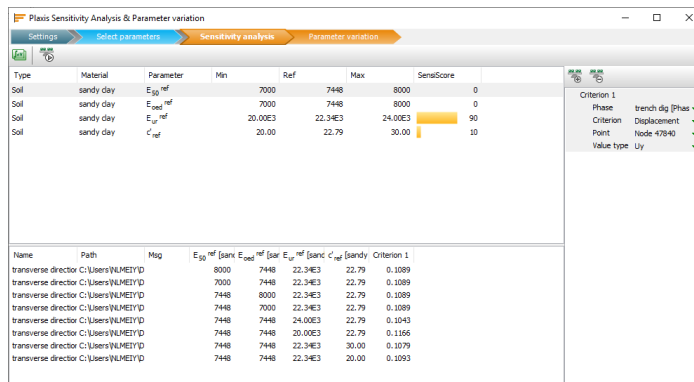 Plaxis Sensitivity Analysis & Parameter variation
Settings Select parameters Sensitivity analysis Parameter variation
Type Material Parameter Min Ref Max SensiScore
Soil sandy clay E50 ref 7000 7448 8000 0
Soil sandy clay Eoed ref 7000 7448 8000 0
Soil sandy clay Eur ref 20.00E3 22.34E3 24.00E3 90
Soil sandy clay c'ref 20.00 22.79 30.00 10
Criterion 1
Phase trench dig [Phas
Criterion Displacement
Point Node 47840
Value type Uy
Name Path Msg E50 ref [sand Eoed ref [sar Eur ref [sand c'ref [sandy Criterion 1
transverse direction C:\Users\NLMEIY\D 8000 7448 22.34E3 22.79 0.1089
transverse direction C:\Users\NLMEIY\D 7000 7448 22.34E3 22.79 0.1089
transverse direction C:\Users\NLMEIY\D 7448 8000 22.34E3 22.79 0.1089
transverse direction C:\Users\NLMEIY\D 7448 7000 22.34E3 22.79 0.1089
transverse direction C:\Users\NLMEIY\D 7448 7448 24.00E3 22.79 0.1043
transverse direction C:\Users\NLMEIY\D 7448 7448 20.00E3 22.79 0.1166
transverse direction C:\Users\NLMEIY\D 7448 7448 22.34E3 30.00 0.1079
transverse direction C:\Users\NLMEIY\D 7448 7448 22.34E3 20.00 0.1093